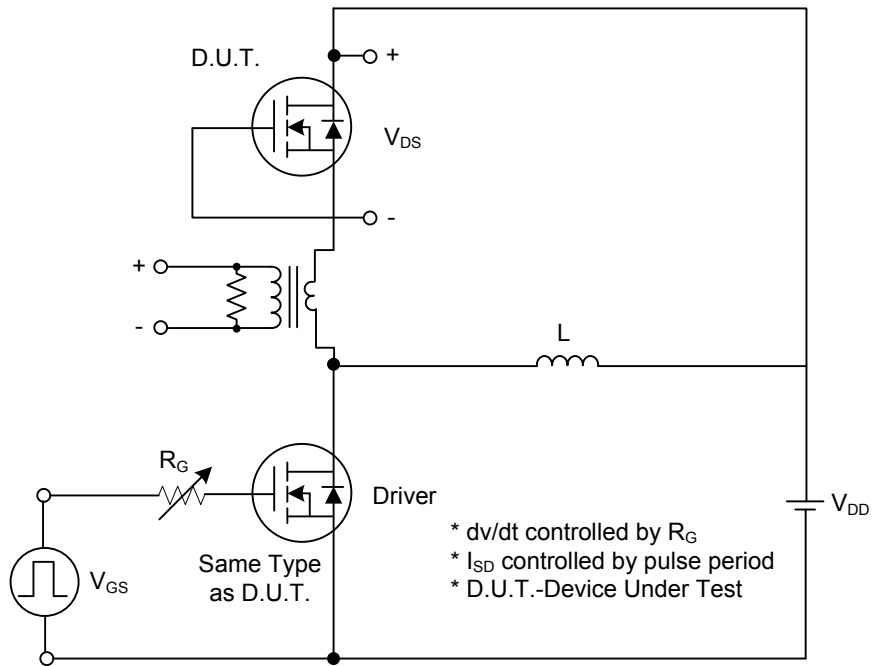 D.U.T.
+
V_DS
-
+
-
L
R_G
Driver
V_DD
V_GS
Same Type
as D.U.T.
* dv/dt controlled by R_G
* I_SD controlled by pulse period
* D.U.T.-Device Under Test